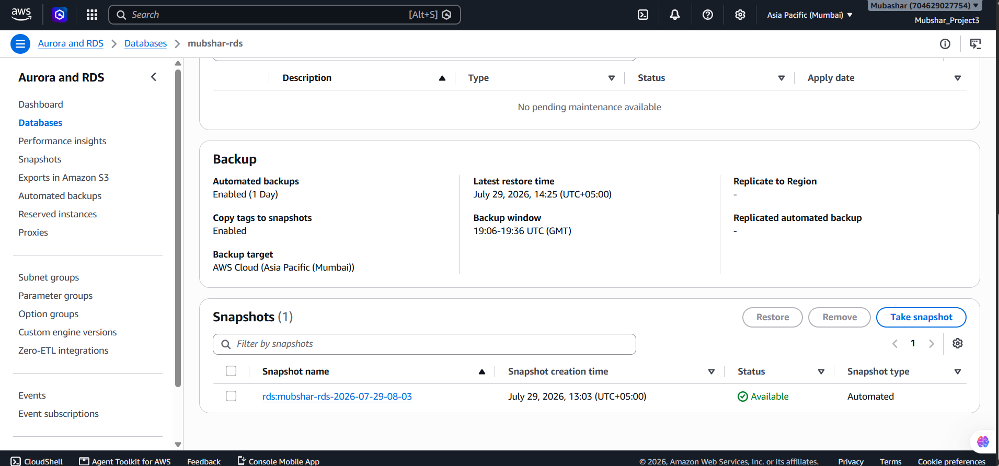 aws
Search
[Alt+S]
Asia Pacific (Mumbai)
Mubashar (704629027754)
Mubshar_Project3
Aurora and RDS
Databases
mubshar-rds
Aurora and RDS
Dashboard
Databases
Performance insights
Snapshots
Exports in Amazon S3
Automated backups
Reserved instances
Proxies
Subnet groups
Parameter groups
Option groups
Custom engine versions
Zero-ETL integrations
Events
Event subscriptions
Description Type Status Apply date
No pending maintenance available
Backup
Automated backups
Enabled (1 Day)
Copy tags to snapshots
Enabled
Backup target
AWS Cloud (Asia Pacific (Mumbai))
Latest restore time
July 29, 2026, 14:25 (UTC+05:00)
Backup window
19:06-19:36 UTC (GMT)
Replicate to Region
-
Replicated automated backup
-
Snapshots (1)
Restore Remove Take snapshot
Filter by snapshots
1
Snapshot name Snapshot creation time Status Snapshot type
rds:mubshar-rds-2026-07-29-08-03 July 29, 2026, 13:03 (UTC+05:00) Available Automated
CloudShell Agent Toolkit for AWS Feedback Console Mobile App © 2026, Amazon Web Services, Inc. or its affiliates. Privacy Terms Cookie preferences